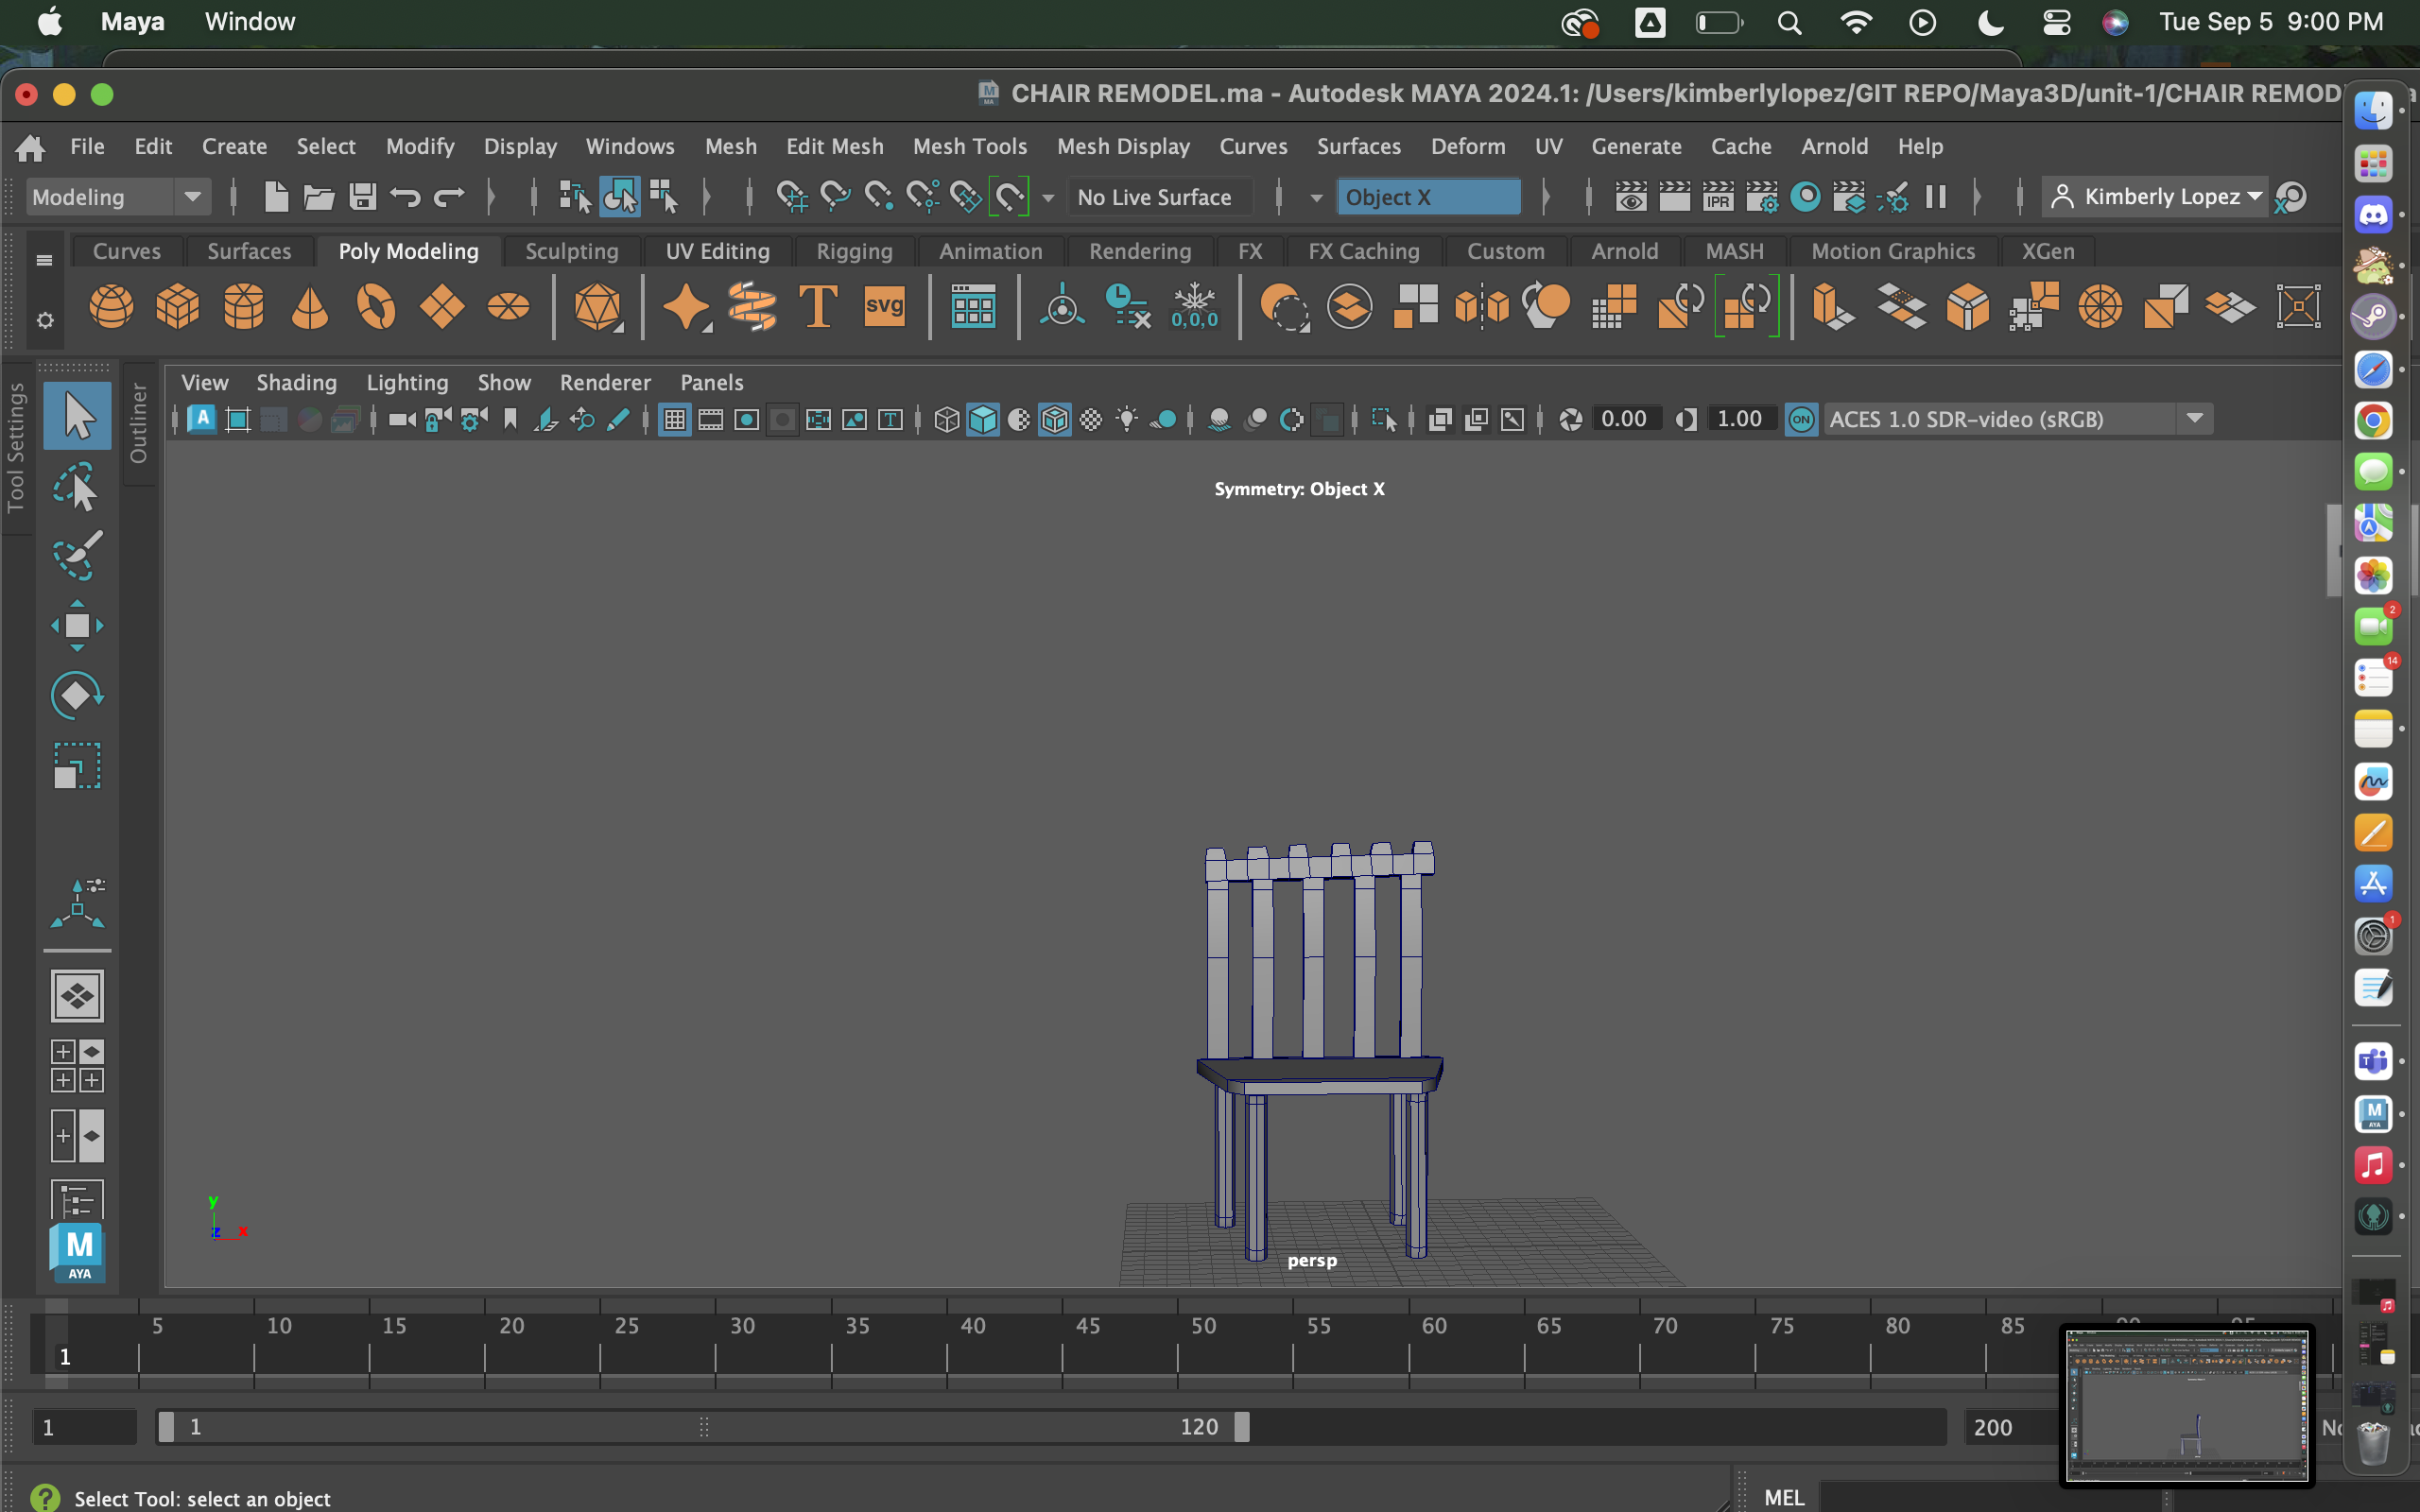 Maya Window Tue Sep 5 9:00 PM
CHAIR REMODEL.ma - Autodesk MAYA 2024.1: /Users/kimberlylopez/GIT REPO/Maya3D/unit-1/CHAIR REMOD
File Edit Create Select Modify Display Windows Mesh Edit Mesh Mesh Tools Mesh Display Curves Surfaces Deform UV Generate Cache Arnold Help
Modeling No Live Surface Object X IPR Kimberly Lopez
Curves Surfaces Poly Modeling Sculpting UV Editing Rigging Animation Rendering FX FX Caching Custom Arnold MASH Motion Graphics XGen
T svg 0,0,0
Tool Settings
Outliner
View Shading Lighting Show Renderer Panels
A T 0.00 1.00 ON ACES 1.0 SDR-video (sRGB)
Symmetry: Object X
2
14
1
y
z x
persp
M
AYA
M
AYA
5 10 15 20 25 30 35 40 45 50 55 60 65 70 75 80 85
1
1 1 120 200
Select Tool: select an object MEL